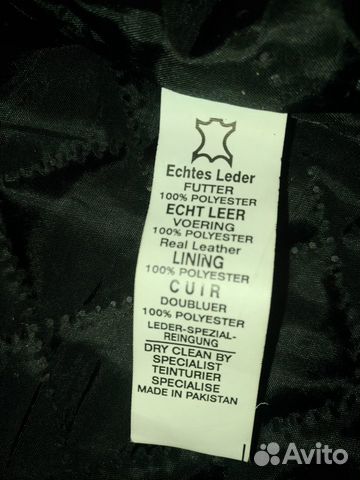 Echtes Leder
FUTTER
100% POLYESTER
ECHT LEER
VOERING
100% POLYESTER
Real Leather
LINING
100% POLYESTER
CUIR
DOUBLUER
100% POLYESTER
LEDER-SPEZIAL-
REINGUNG
DRY CLEAN BY
SPECIALIST
TEINTURIER
SPECIALISE
MADE IN PAKISTAN
Avito